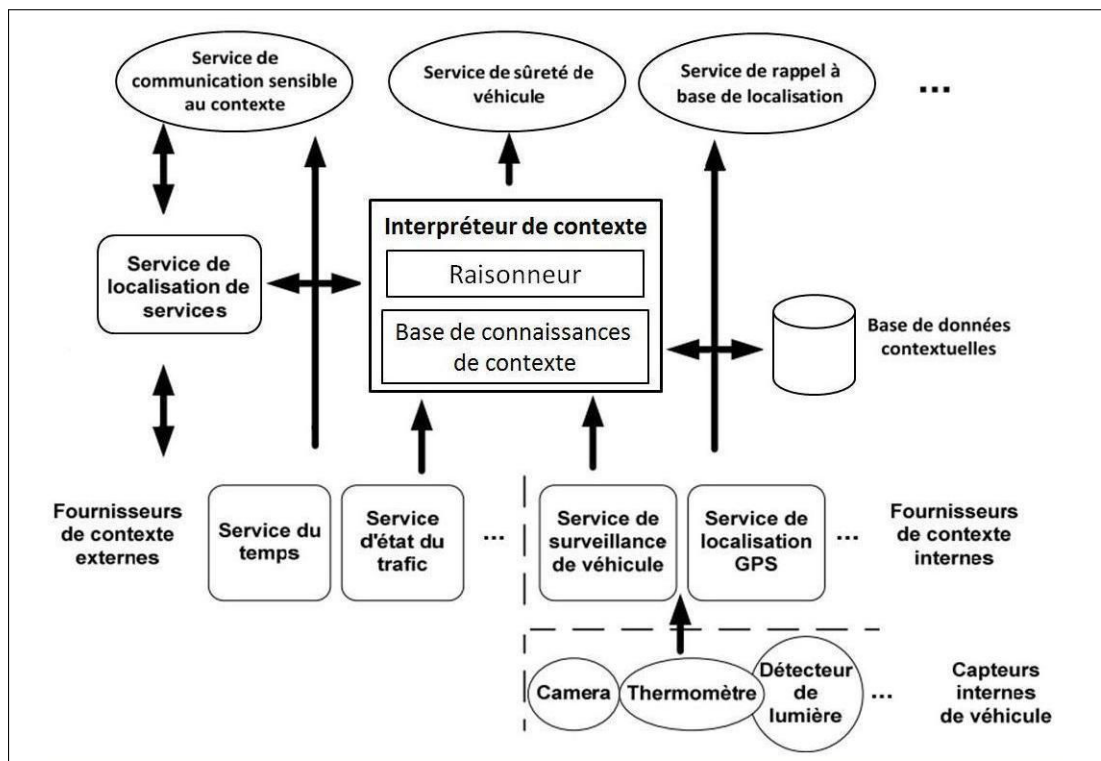 Service de
communication sensible
au contexte
Service de sûreté de
véhicule
Service de rappel à
base de localisation
...
Interpréteur de contexte
Raisonneur
Base de connaissances
de contexte
Service de
localisation de
services
Base de données
contextuelles
Fournisseurs
de contexte
externes
Service du
temps
Service
d'état du
trafic
...
Service de
surveillance
de véhicule
Service de
localisation
GPS
...
Fournisseurs
de contexte
internes
Camera
Thermomètre
Détecteur
de
lumière
...
Capteurs
internes
de véhicule